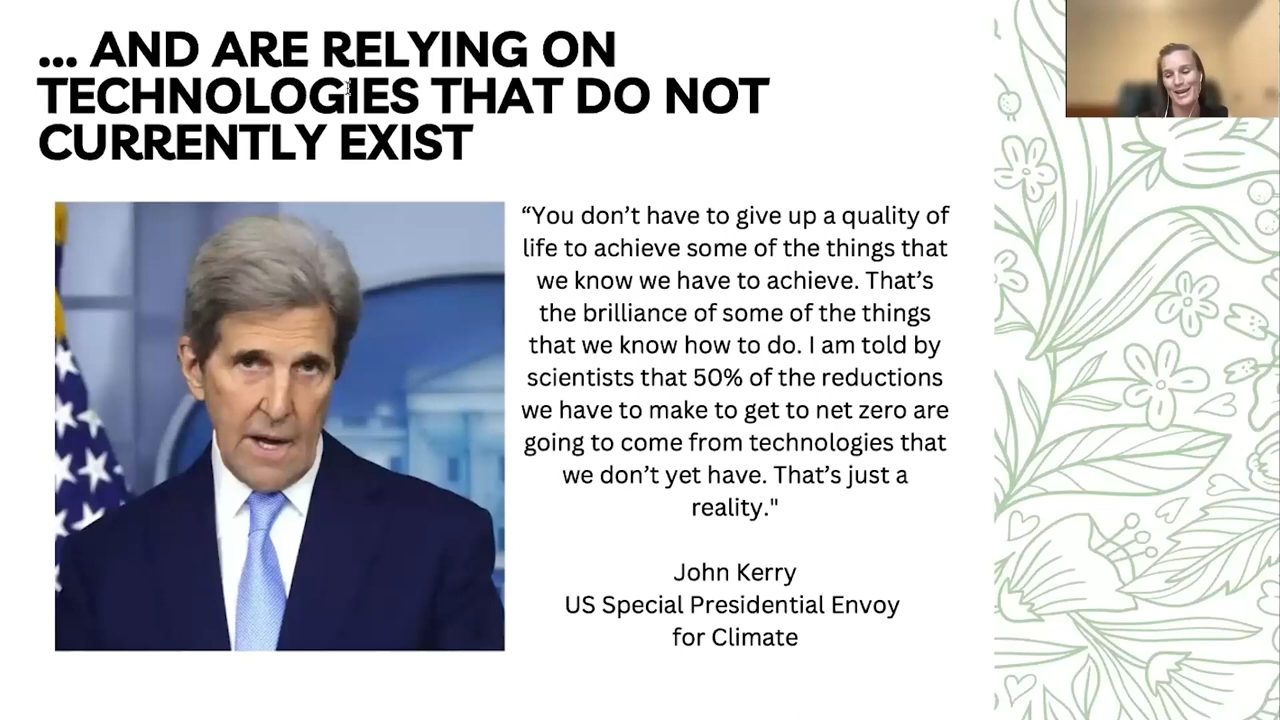 ... AND ARE RELYING ON
TECHNOLOGIES THAT DO NOT
CURRENTLY EXIST
“You don’t have to give up a quality of
life to achieve some of the things that
we know we have to achieve. That’s
the brilliance of some of the things
that we know how to do. I am told by
scientists that 50% of the reductions
we have to make to get to net zero are
going to come from technologies that
we don’t yet have. That’s just a
reality."
John Kerry
US Special Presidential Envoy
for Climate